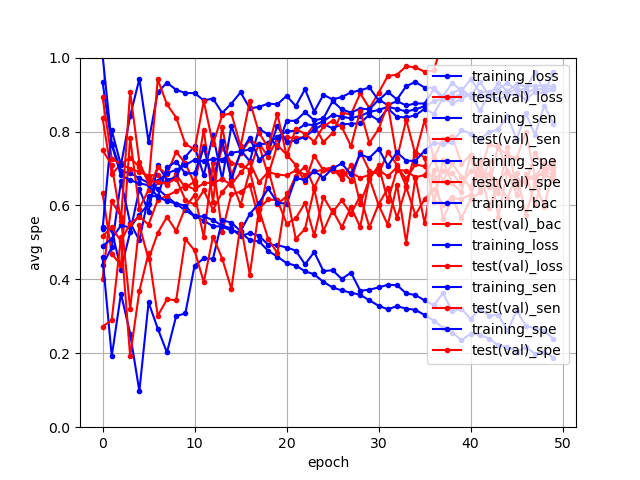 1.0
0.8
0.6
0.4
0.2
0.0
avg spe
0
10
20
30
40
50
epoch
training_loss
test(val)_loss
training_sen
test(val)_sen
training_spe
test(val)_spe
training_bac
test(val)_bac
training_loss
test(val)_loss
training_sen
test(val)_sen
training_spe
test(val)_spe